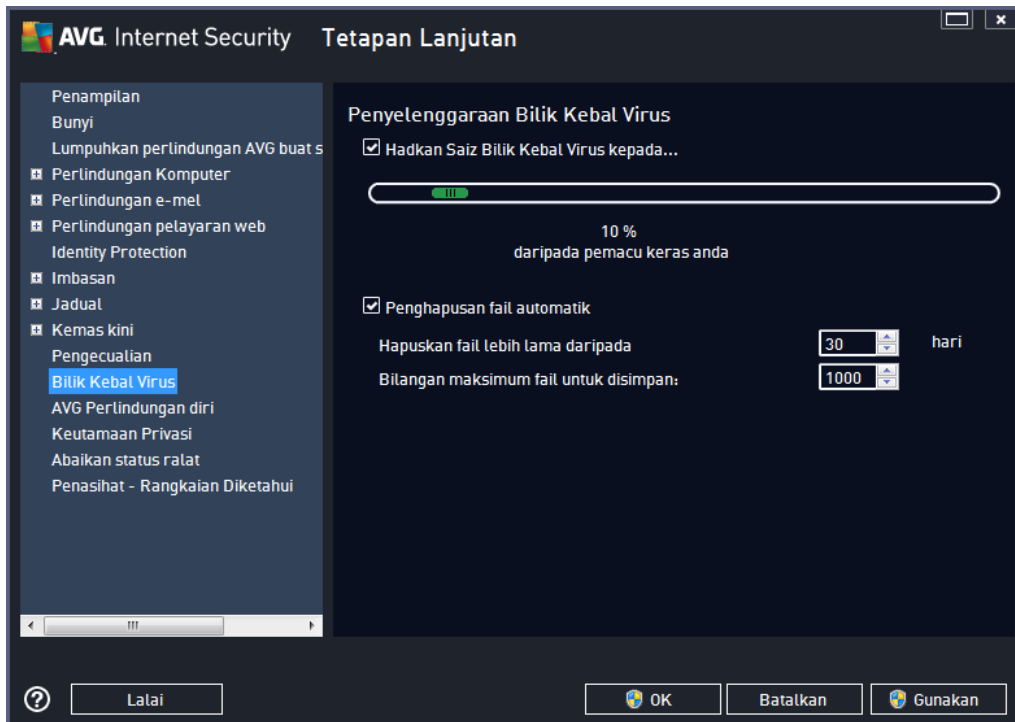 AVG. Internet Security Tetapan Lanjutan
Penampilan
Bunyi
Lumpuhkan perlindungan AVG buat s
Perlindungan Komputer
Perlindungan e-mel
Perlindungan pelayaran web
Identity Protection
Imbasan
Jadual
Kemas kini
Pengecualian
Bilik Kebal Virus
AVG Perlindungan diri
Keutamaan Privasi
Abaikan status ralat
Penasihat - Rangkaian Diketahui
Penyelenggaraan Bilik Kebal Virus
Hadkan Saiz Bilik Kebal Virus kepada...
10 %
daripada pemacu keras anda
Penghapusan fail automatik
Hapuskan fail lebih lama daripada 30 hari
Bilangan maksimum fail untuk disimpan: 1000
Lalai OK Batalkan Gunakan